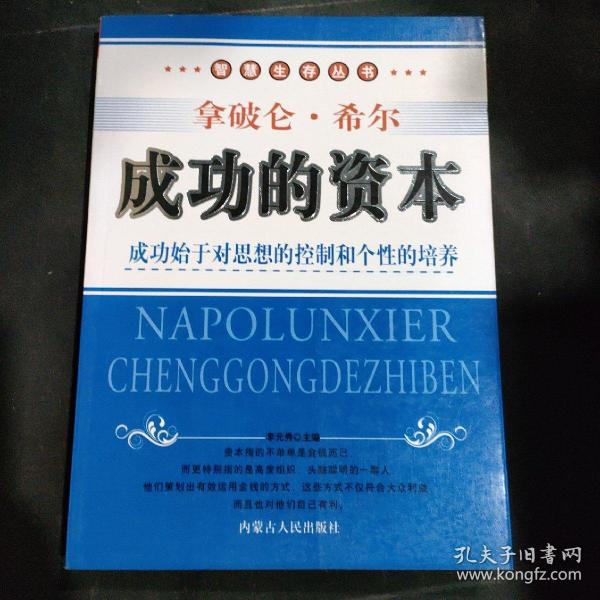 ★★★智慧生存丛书★★★
拿破仑·希尔
成功的资本
成功始于对思想的控制和个性的培养
NAPOLUNXIER
CHENGGONGDEZHIBEN
李元秀◎主编
资本指的不单单是金钱而已，
而更特别指的是高度组织、头脑聪明的一群人，
他们策划出有效运用金钱的方式，这些方式不仅符合大众利益，
而且也对他们自己有利。
内蒙古人民出版社
孔夫子旧书网
www.kongfz.com